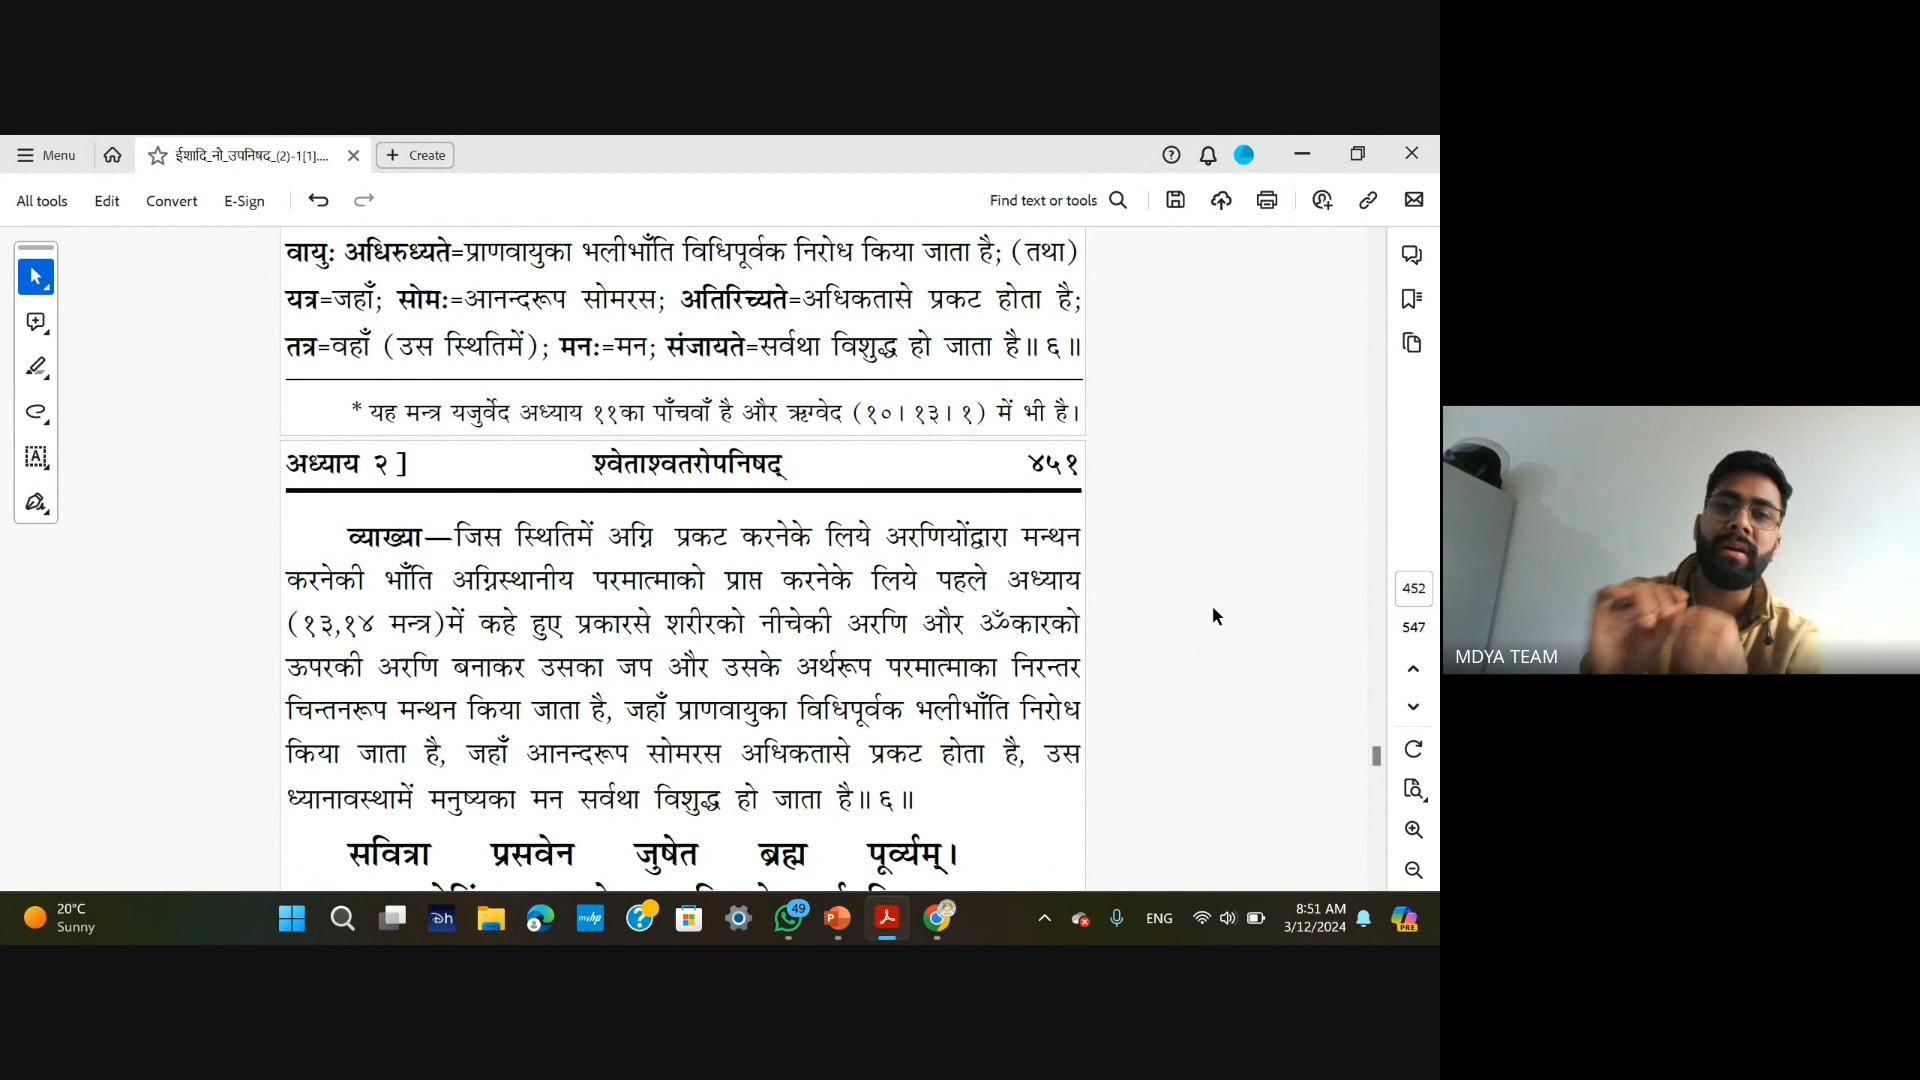 Menu
ईशादि_नो_उपनिषद_(2)-1[1]....
Create
All tools
Edit
Convert
E-Sign
Find text or tools
वायुः अधिरुध्यते=प्राणवायुका भलीभाँति विधिपूर्वक निरोध किया जाता है; (तथा)
यत्र=जहाँ; सोमः=आनन्दरूप सोमरस; अतिरिच्यते=अधिकतासे प्रकट होता है;
तत्र=वहाँ (उस स्थितिमें); मनः=मन; संजायते=सर्वथा विशुद्ध हो जाता है॥ ६॥
* यह मन्त्र यजुर्वेद अध्याय ११का पाँचवाँ है और ऋग्वेद (१०। १३। १) में भी है।
अध्याय २ ] श्वेताश्वतरोपनिषद् ४५१
व्याख्या—जिस स्थितिमें अग्नि प्रकट करनेके लिये अरणियोंद्वारा मन्थन
करनेकी भाँति अग्निस्थानीय परमात्माको प्राप्त करनेके लिये पहले अध्याय
(१३,१४ मन्त्र)में कहे हुए प्रकारसे शरीरको नीचेकी अरणि और ॐकारको
ऊपरकी अरणि बनाकर उसका जप और उसके अर्थरूप परमात्माका निरन्तर
चिन्तनरूप मन्थन किया जाता है, जहाँ प्राणवायुका विधिपूर्वक भलीभाँति निरोध
किया जाता है, जहाँ आनन्दरूप सोमरस अधिकतासे प्रकट होता है, उस
ध्यानावस्थामें मनुष्यका मन सर्वथा विशुद्ध हो जाता है॥ ६॥
सवित्रा प्रसवेन जुषेत ब्रह्म पूर्व्यम्।
452
547
MDYA TEAM
20°C
Sunny
49
ENG
8:51 AM
3/12/2024